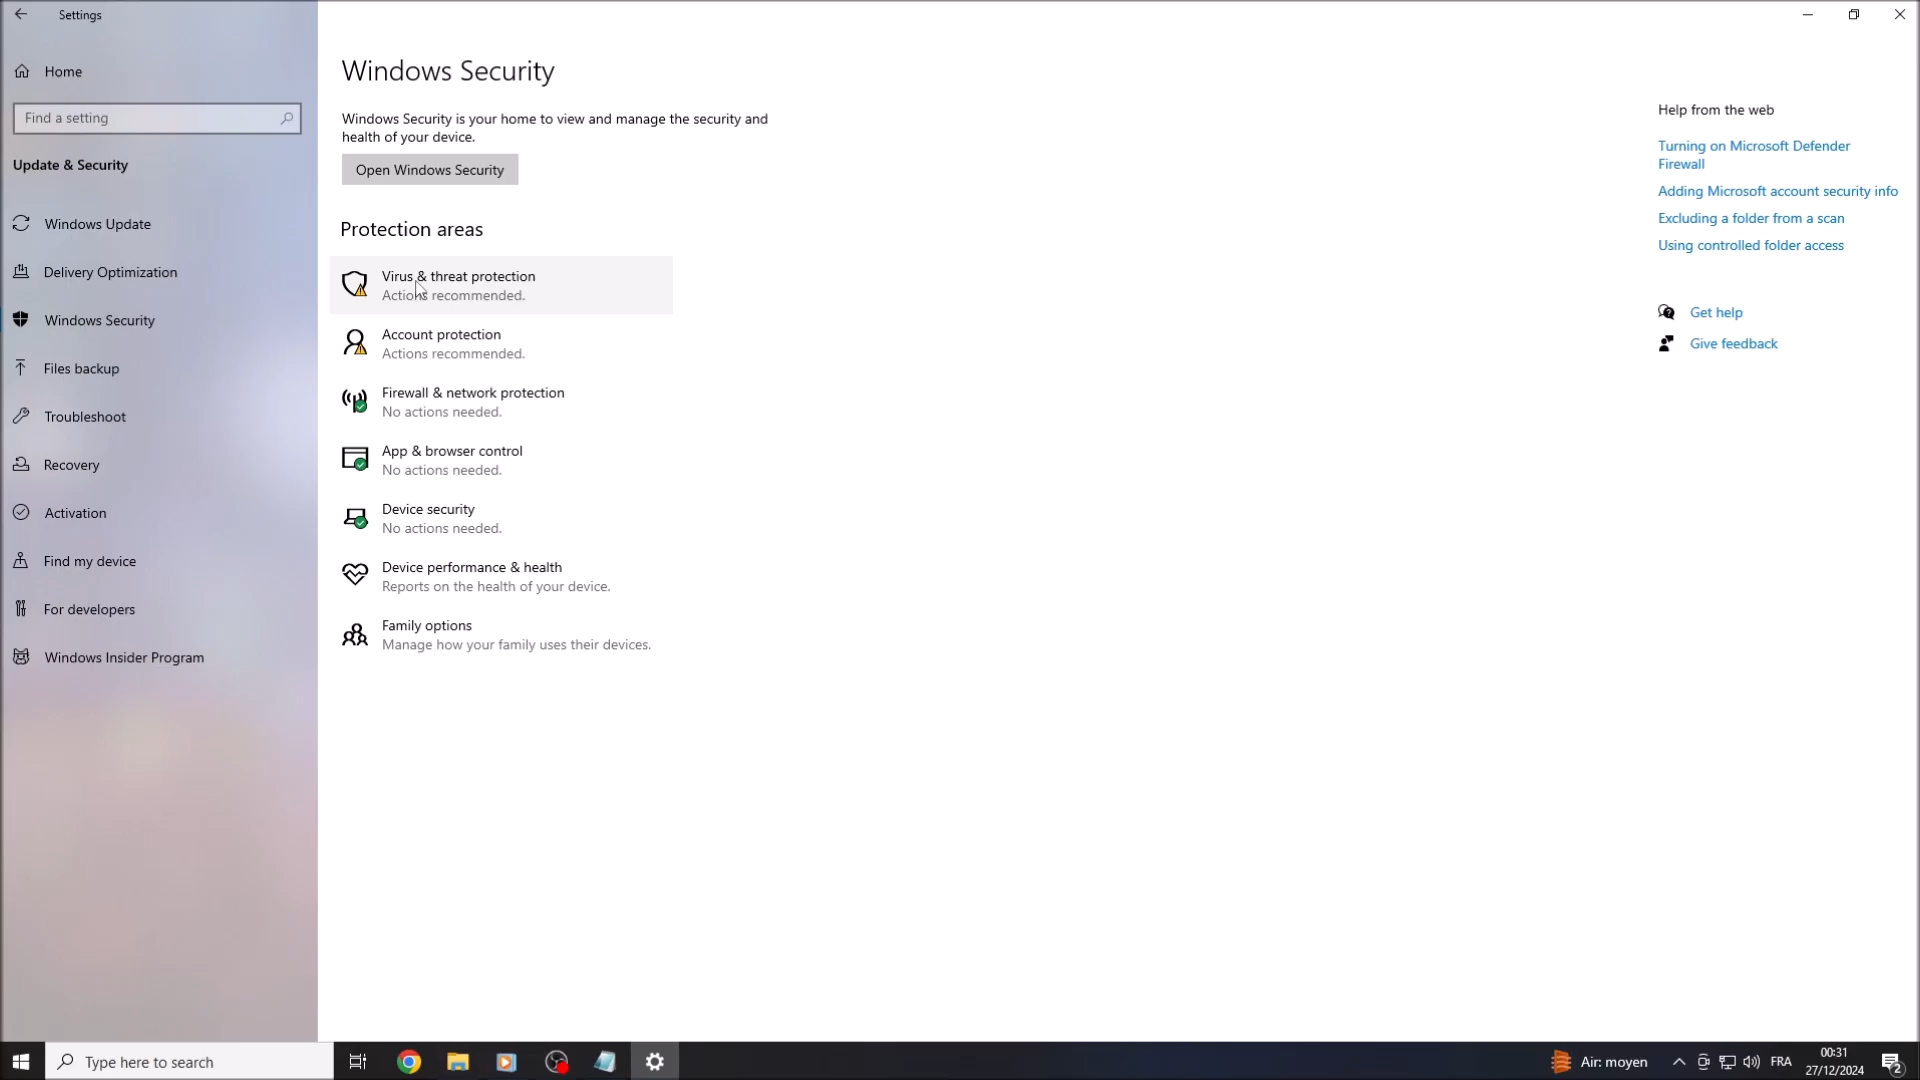 Settings
Home
Find a setting
Update & Security
Windows Update
Delivery Optimization
Windows Security
Files backup
Troubleshoot
Recovery
Activation
Find my device
For developers
Windows Insider Program
Windows Security
Windows Security is your home to view and manage the security and
health of your device.
Open Windows Security
Protection areas
Virus & threat protection
Actions recommended.
Account protection
Actions recommended.
Firewall & network protection
No actions needed.
App & browser control
No actions needed.
Device security
No actions needed.
Device performance & health
Reports on the health of your device.
Family options
Manage how your family uses their devices.
Help from the web
Turning on Microsoft Defender
Firewall
Adding Microsoft account security info
Excluding a folder from a scan
Using controlled folder access
Get help
Give feedback
Type here to search
Air: moyen
FRA
00:31
27/12/2024
2